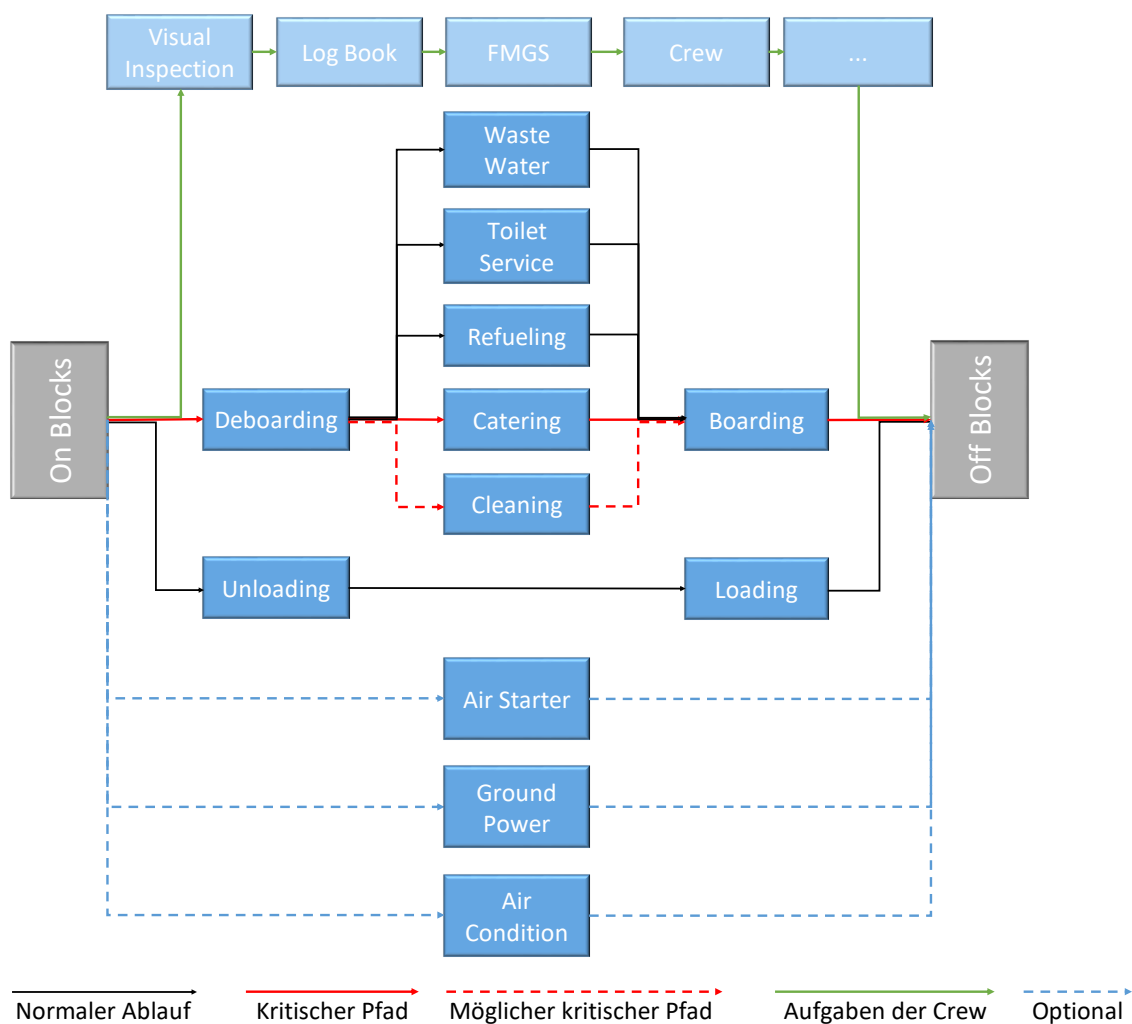 Visual
Inspection
Log Book
FMGS
Crew
...
Waste
Water
Toilet
Service
Refueling
On Blocks
Deboarding
Catering
Boarding
Off Blocks
Cleaning
Unloading
Loading
Air Starter
Ground
Power
Air
Condition
Normaler Ablauf
Kritischer Pfad
Möglicher kritischer Pfad
Aufgaben der Crew
Optional